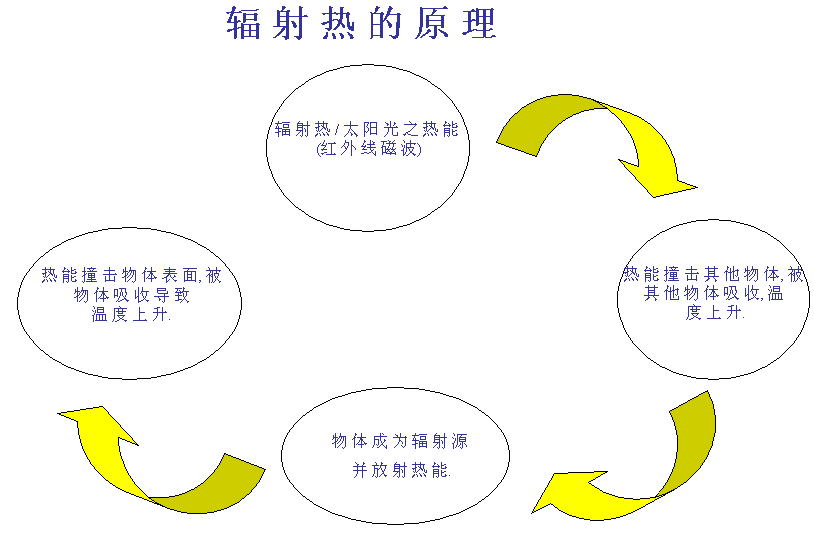 辐射热的原理
辐射热/太阳光之热能
(红外线磁波)
热能撞击其他物体,被
其他物体吸收,温
度上升.
物体成为辐射源
并放射热能.
热能撞击物体表面,被
物体吸收导致
温度上升.